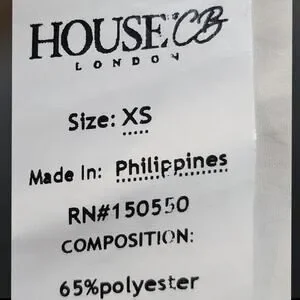 HOUSE CB
LONDON
Size: XS
Made In: Philippines
RN#150550
COMPOSITION:
65%polyester